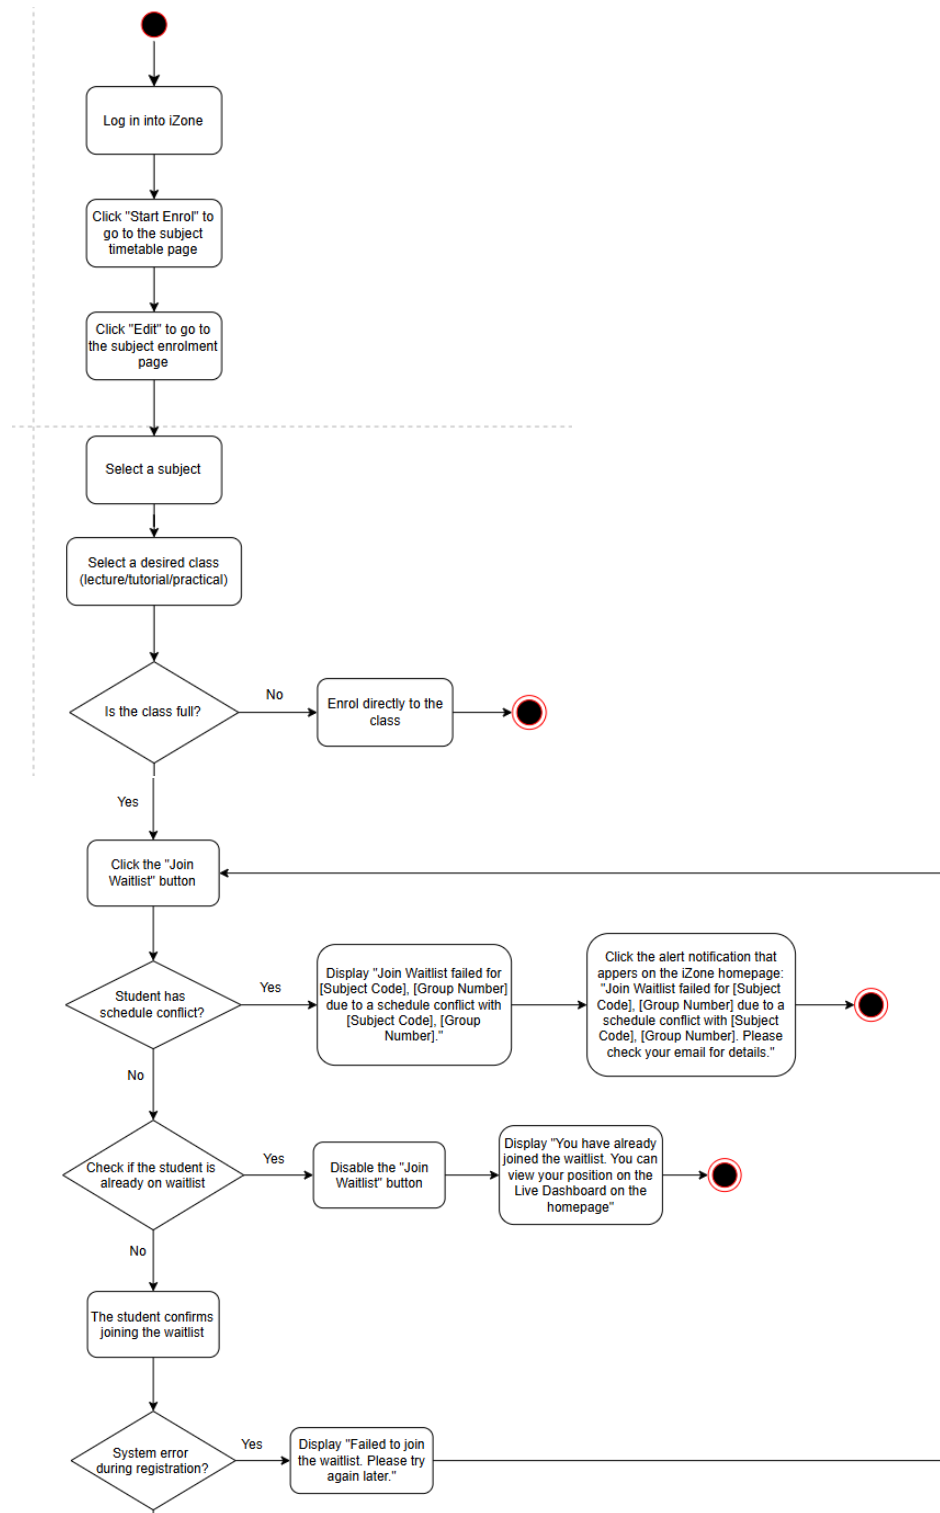 Log in into iZone
Click "Start Enrol" to
go to the subject
timetable page
Click "Edit" to go to
the subject enrolment
page
Select a subject
Select a desired class
(lecture/tutorial/practical)
Is the class full?
No
Enrol directly to the
class
Yes
Click the "Join
Waitlist" button
Student has
schedule conflict?
Yes
Display "Join Waitlist failed for
[Subject Code], [Group Number]
due to a schedule conflict with
[Subject Code], [Group
Number]."
Click the alert notification that
appers on the iZone homepage:
"Join Waitlist failed for [Subject
Code], [Group Number] due to a
schedule conflict with [Subject
Code], [Group Number]. Please
check your email for details."
No
Check if the student is
already on waitlist
Yes
Disable the "Join
Waitlist" button
Display "You have already
joined the waitlist. You can
view your position on the
Live Dashboard on the
homepage"
No
The student confirms
joining the waitlist
System error
during registration?
Yes
Display "Failed to join
the waitlist. Please try
again later."